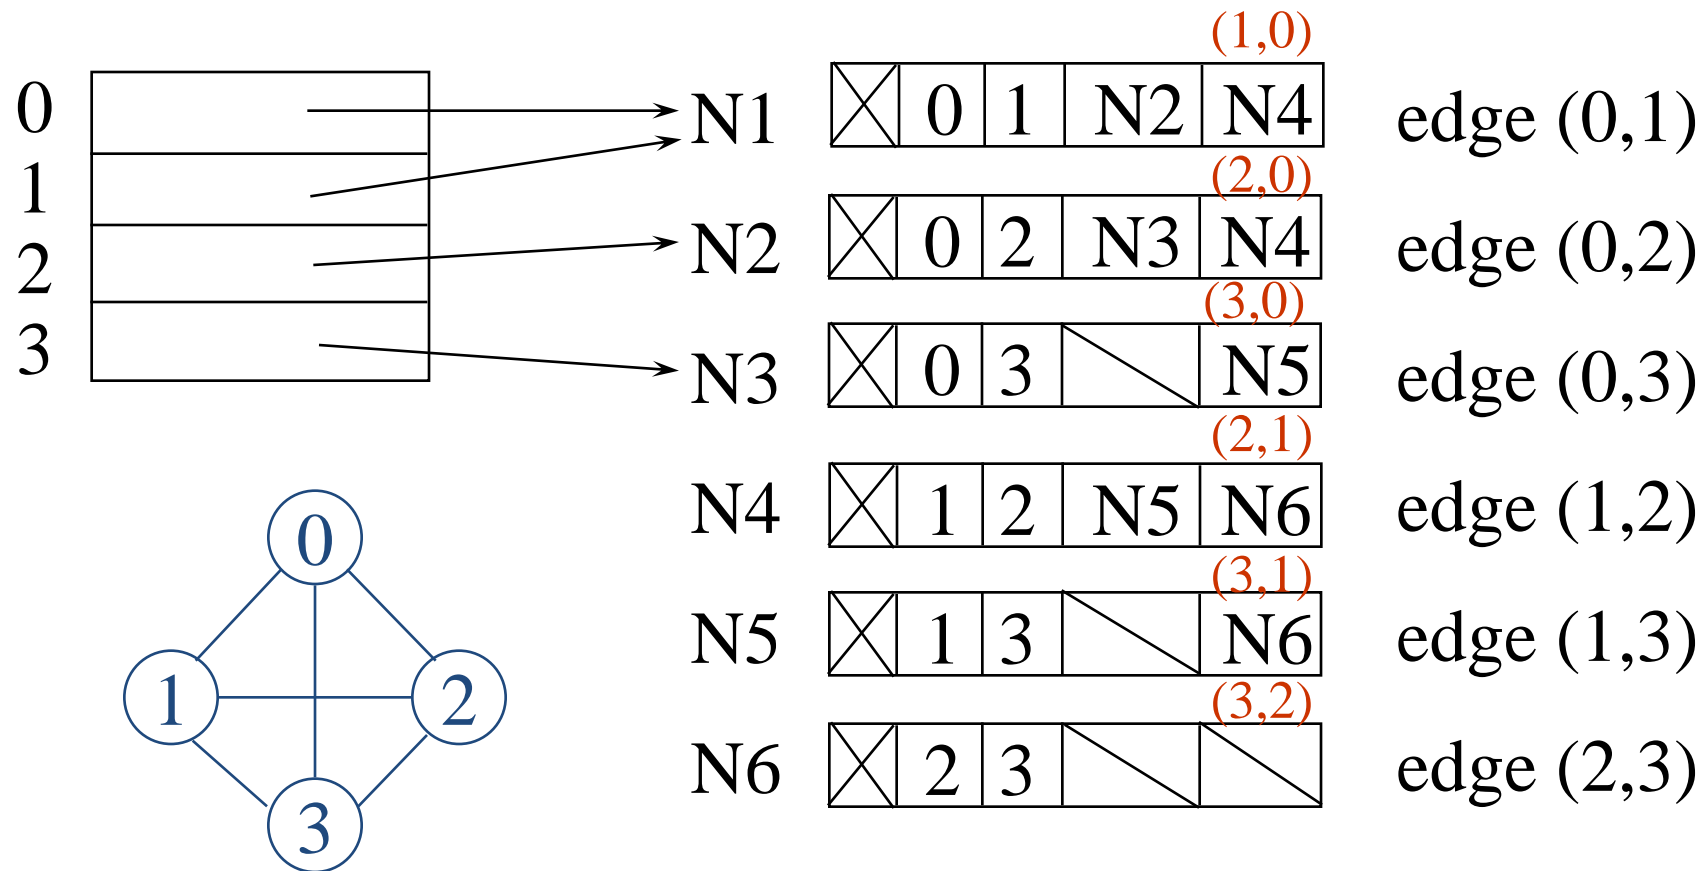 (1,0)
0 N1 0 1 N2 N4 edge (0,1)
1
(2,0)
2 N2 0 2 N3 N4 edge (0,2)
(3,0)
3 N3 0 3 N5 edge (0,3)
(2,1)
N4 1 2 N5 N6 edge (1,2)
(3,1)
N5 1 3 N6 edge (1,3)
(3,2)
N6 2 3 edge (2,3)
0
1 2
3